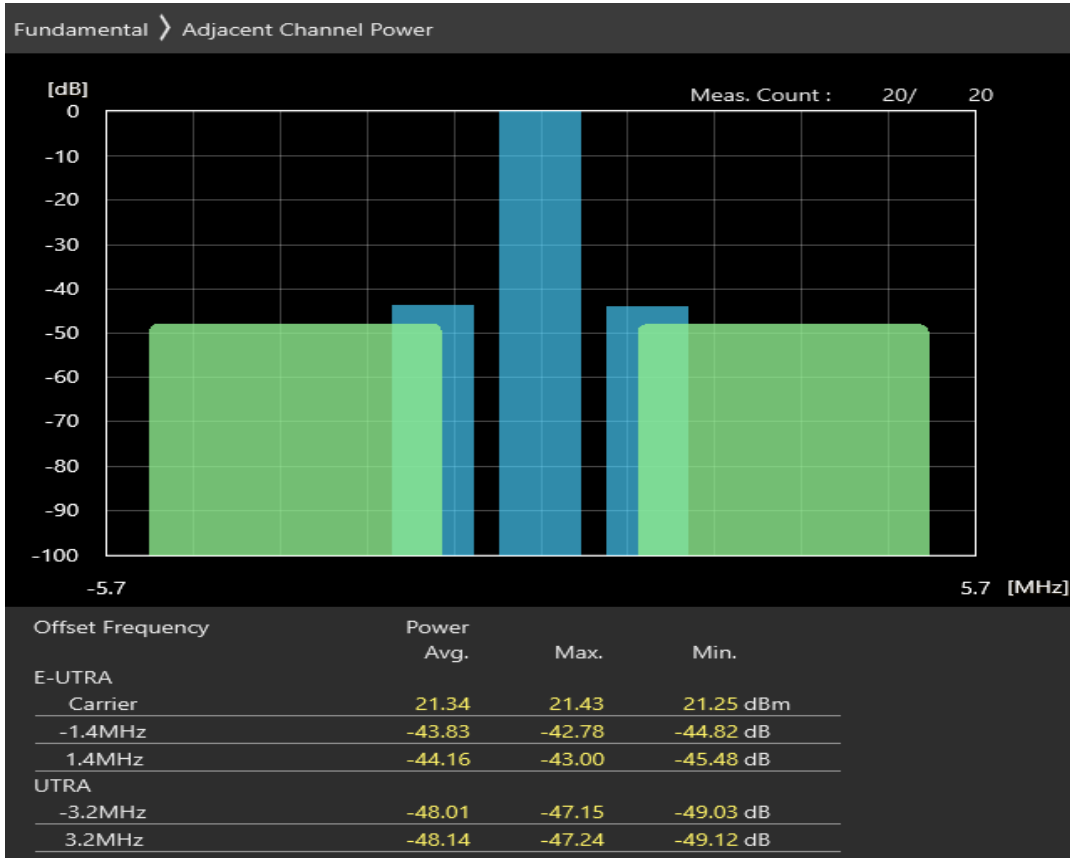 Fundamental 〉 Adjacent Channel Power
[dB]
Meas. Count : 20/ 20
0
-10
-20
-30
-40
-50
-60
-70
-80
-90
-100
-5.7 5.7 [MHz]
Offset Frequency Power
Avg. Max. Min.
E-UTRA
Carrier 21.34 21.43 21.25 dBm
-1.4MHz -43.83 -42.78 -44.82 dB
1.4MHz -44.16 -43.00 -45.48 dB
UTRA
-3.2MHz -48.01 -47.15 -49.03 dB
3.2MHz -48.14 -47.24 -49.12 dB